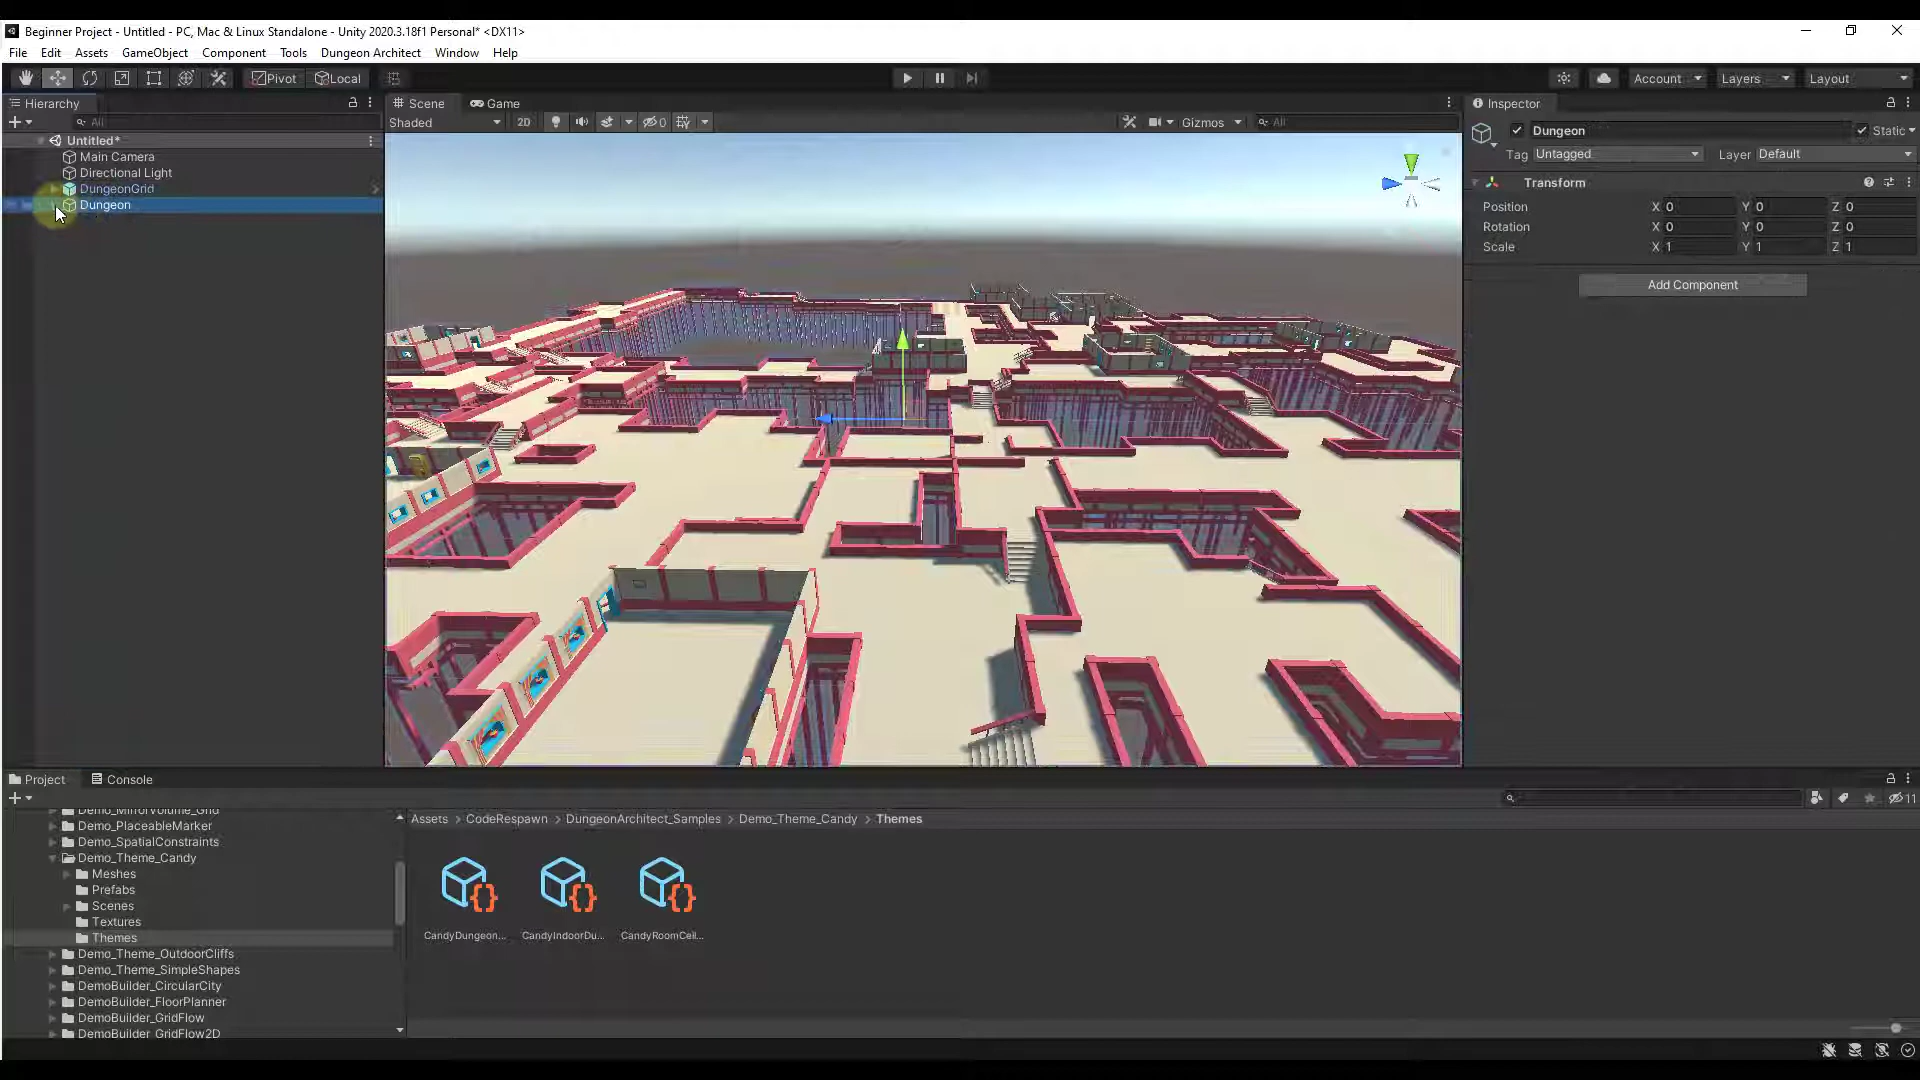 Beginner Project - Untitled - PC, Mac & Linux Standalone - Unity 2020.3.18f1 Personal* <DX11>
File Edit Assets GameObject Component Tools Dungeon Architect Window Help
Pivot Local Account Layers Layout
Hierarchy
All
Untitled*
Main Camera
Directional Light
DungeonGrid
Dungeon
Scene Game
Shaded 2D 0 Gizmos All
Inspector
Dungeon Static
Tag Untagged Layer Default
Transform
Position X 0 Y 0 Z 0
Rotation X 0 Y 0 Z 0
Scale X 1 Y 1 Z 1
Add Component
Project Console
11
Demo_MirrorVolume_Grid
Demo_PlaceableMarker
Demo_SpatialConstraints
Demo_Theme_Candy
Meshes
Prefabs
Scenes
Textures
Themes
Demo_Theme_OutdoorCliffs
Demo_Theme_SimpleShapes
DemoBuilder_CircularCity
DemoBuilder_FloorPlanner
DemoBuilder_GridFlow
DemoBuilder_GridFlow2D
Assets > CodeRespawn > DungeonArchitect_Samples > Demo_Theme_Candy > Themes
CandyDungeon... CandyIndoorDu... CandyRoomCeil...